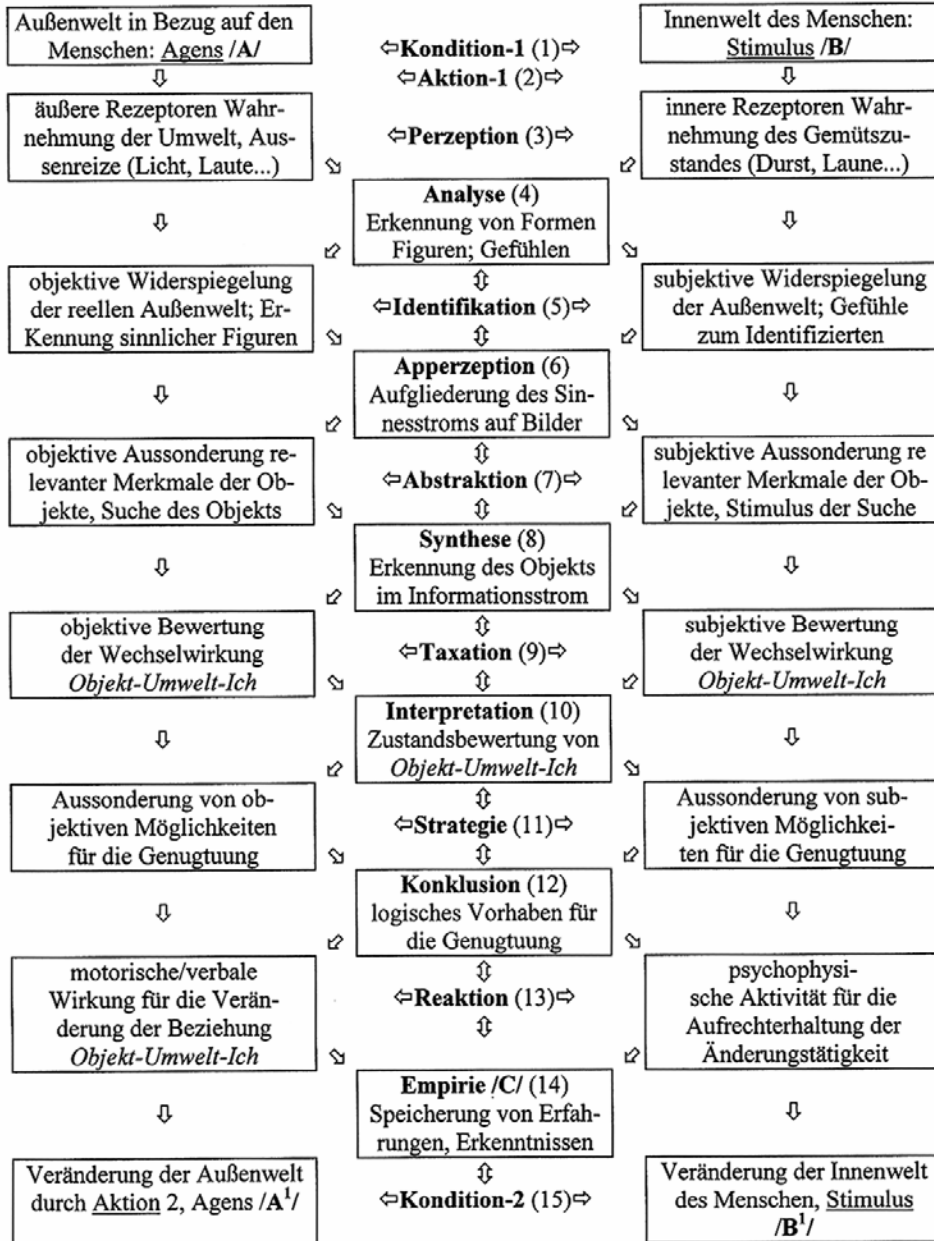 Außenwelt in Bezug auf den
Menschen: Agens /A/
⇦Kondition-1 (1)⇨
⇦Aktion-1 (2)⇨
Innenwelt des Menschen:
Stimulus /B/
äußere Rezeptoren Wahr-
nehmung der Umwelt, Aus-
senreize (Licht, Laute...)
⇦Perzeption (3)⇨
innere Rezeptoren Wahr-
nehmung des Gemütszu-
standes (Durst, Laune...)
Analyse (4)
Erkennung von Formen
Figuren; Gefühlen
objektive Widerspiegelung
der reellen Außenwelt; Er-
Kennung sinnlicher Figuren
⇦Identifikation (5)⇨
subjektive Widerspiegelung
der Außenwelt; Gefühle
zum Identifizierten
Apperzeption (6)
Aufgliederung des Sin-
nesstroms auf Bilder
objektive Aussonderung re-
levanter Merkmale der Ob-
jekte, Suche des Objekts
⇦Abstraktion (7)⇨
subjektive Aussonderung re
levanter Merkmale der Ob-
jekte, Stimulus der Suche
Synthese (8)
Erkennung des Objekts
im Informationsstrom
objektive Bewertung
der Wechselwirkung
Objekt-Umwelt-Ich
⇦Taxation (9)⇨
subjektive Bewertung
der Wechselwirkung
Objekt-Umwelt-Ich
Interpretation (10)
Zustandsbewertung von
Objekt-Umwelt-Ich
Aussonderung von ob-
jektiven Möglichkeiten
für die Genugtuung
⇦Strategie (11)⇨
Aussonderung von sub-
jektiven Möglichkei-
ten für die Genugtuung
Konklusion (12)
logisches Vorhaben für
die Genugtuung
motorische/verbale
Wirkung für die Verän-
derung der Beziehung
Objekt-Umwelt-Ich
⇦Reaktion (13)⇨
psychophysi-
sche Aktivität für die
Aufrechterhaltung der
Änderungstätigkeit
Empirie /C/ (14)
Speicherung von Erfah-
rungen, Erkenntnissen
Veränderung der Außenwelt
durch Aktion 2, Agens /A¹/
⇦Kondition-2 (15)⇨
Veränderung der Innenwelt
des Menschen, Stimulus
/B¹/